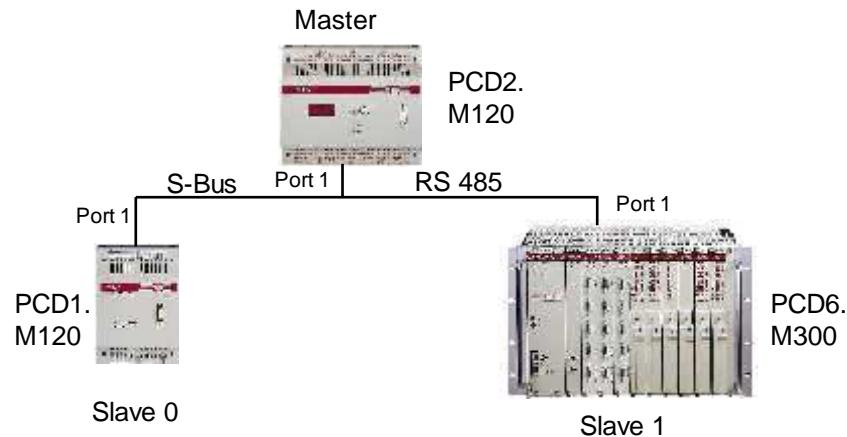 Master
PCD2.
M120
S-Bus
Port 1
RS 485
Port 1
Port 1
PCD1.
M120
PCD6.
M300
Slave 0
Slave 1